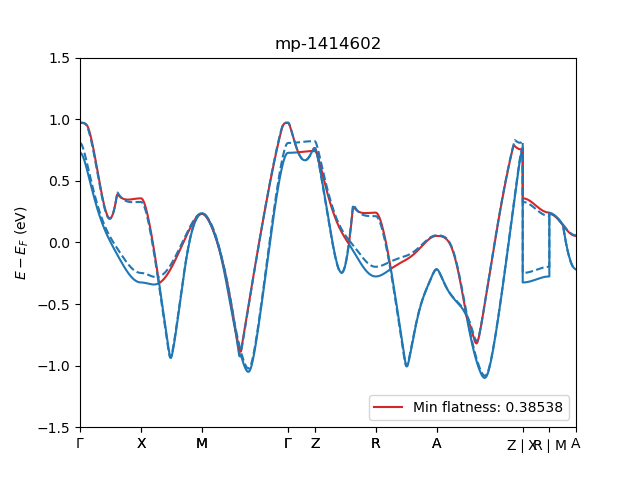 mp-1414602
E − E_F (eV)
1.5
1.0
0.5
0.0
−0.5
−1.0
−1.5
Min flatness: 0.38538
Γ X M Γ Z R A Z | X R | M A